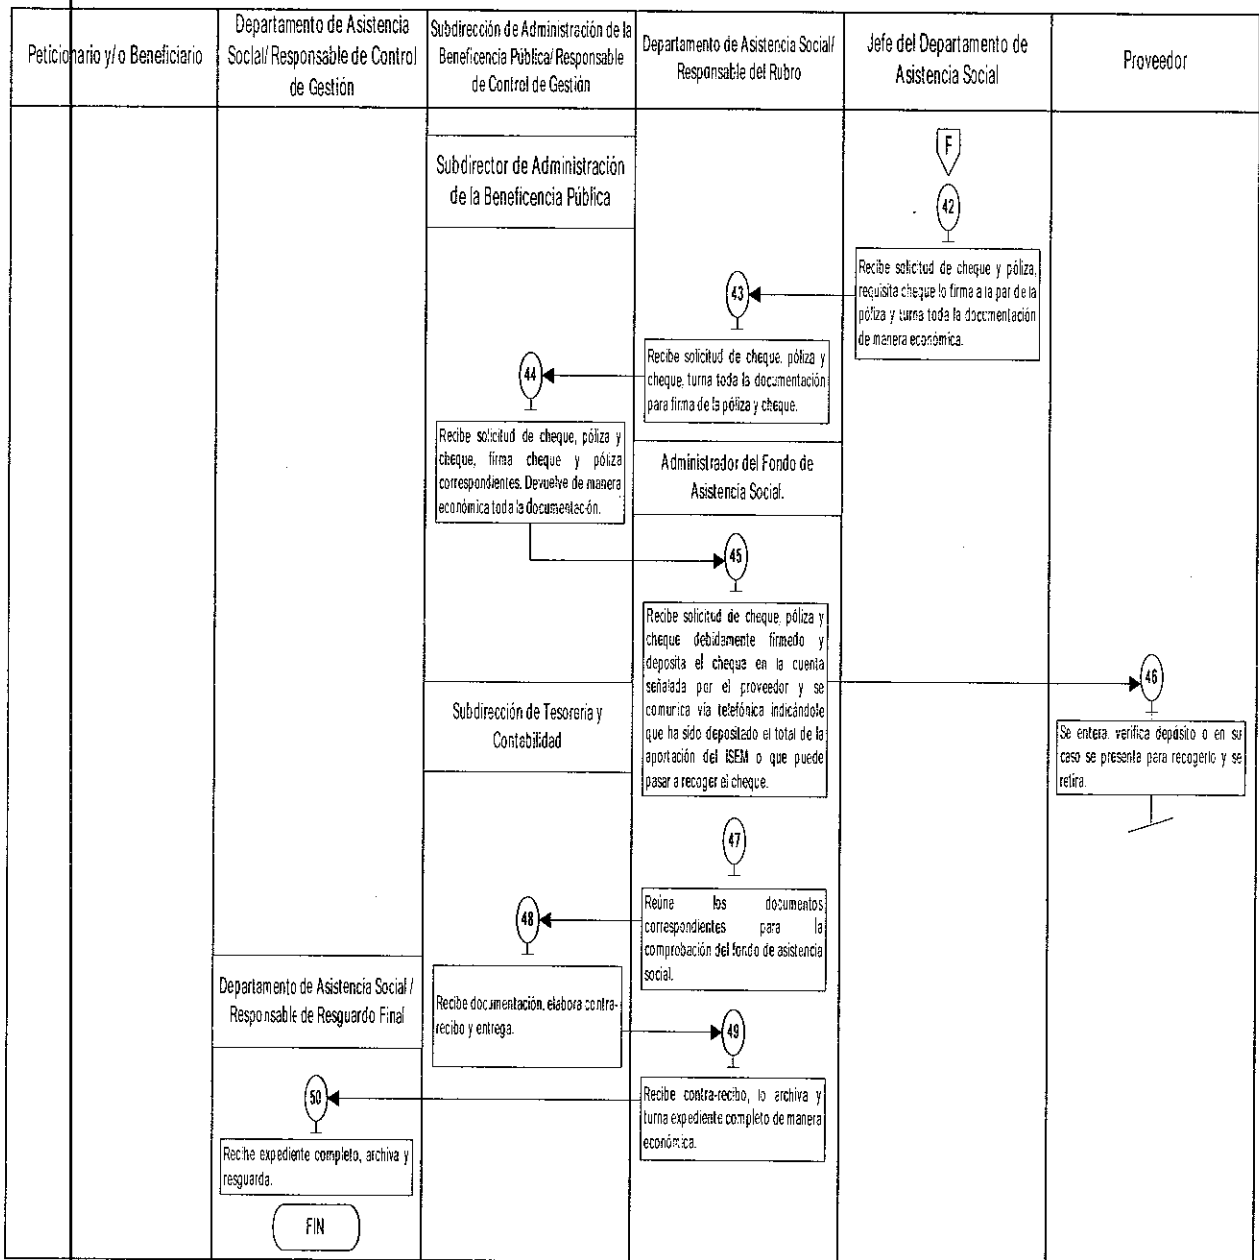 Peticionario y/o Beneficiario
Departamento de Asistencia
Social/ Responsable de Control
de Gestión
Subdirección de Administración de la
Beneficencia Pública/ Responsable
de Control de Gestión
Departamento de Asistencia Social/
Responsable del Rubro
Jefe del Departamento de
Asistencia Social
Proveedor
F
42
Recibe solicitud de cheque y póliza,
requisita cheque lo firma a la par de la
póliza y turna toda la documentación
de manera económica.
Subdirector de Administración
de la Beneficencia Pública
43
Recibe solicitud de cheque, póliza y
cheque, turna toda la documentación
para firma de la póliza y cheque.
44
Recibe solicitud de cheque, póliza y
cheque, firma cheque y póliza
correspondientes. Devuelve de manera
económica toda la documentación.
Administrador del Fondo de
Asistencia Social.
45
Recibe solicitud de cheque, póliza y
cheque debidamente firmado y
deposita el cheque en la cuenta
señalada por el proveedor y se
comunica vía telefónica indicándole
que ha sido depositado el total de la
aportación del ISEM o que puede
pasar a recoger el cheque.
46
Se entera, verifica depósito o en su
caso se presenta para recogerlo y se
retira.
Subdirección de Tesorería y
Contabilidad
47
Reúne los documentos
correspondientes para la
comprobación del fondo de asistencia
social.
48
Recibe documentación, elabora contra-
recibo y entrega.
49
Recibe contra-recibo, lo archiva y
turna expediente completo de manera
económica.
Departamento de Asistencia Social /
Responsable de Resguardo Final
50
Recibe expediente completo, archiva y
resguarda.
FIN